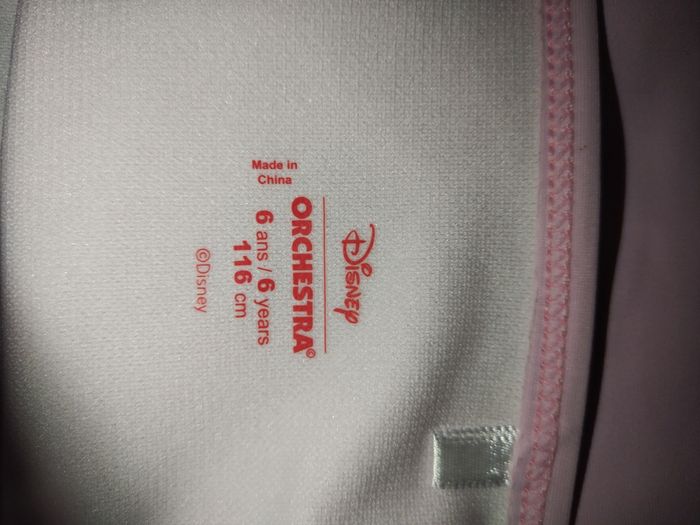 Disney
ORCHESTRA©
6 ans / 6 years
116 cm
©Disney
Made in
China